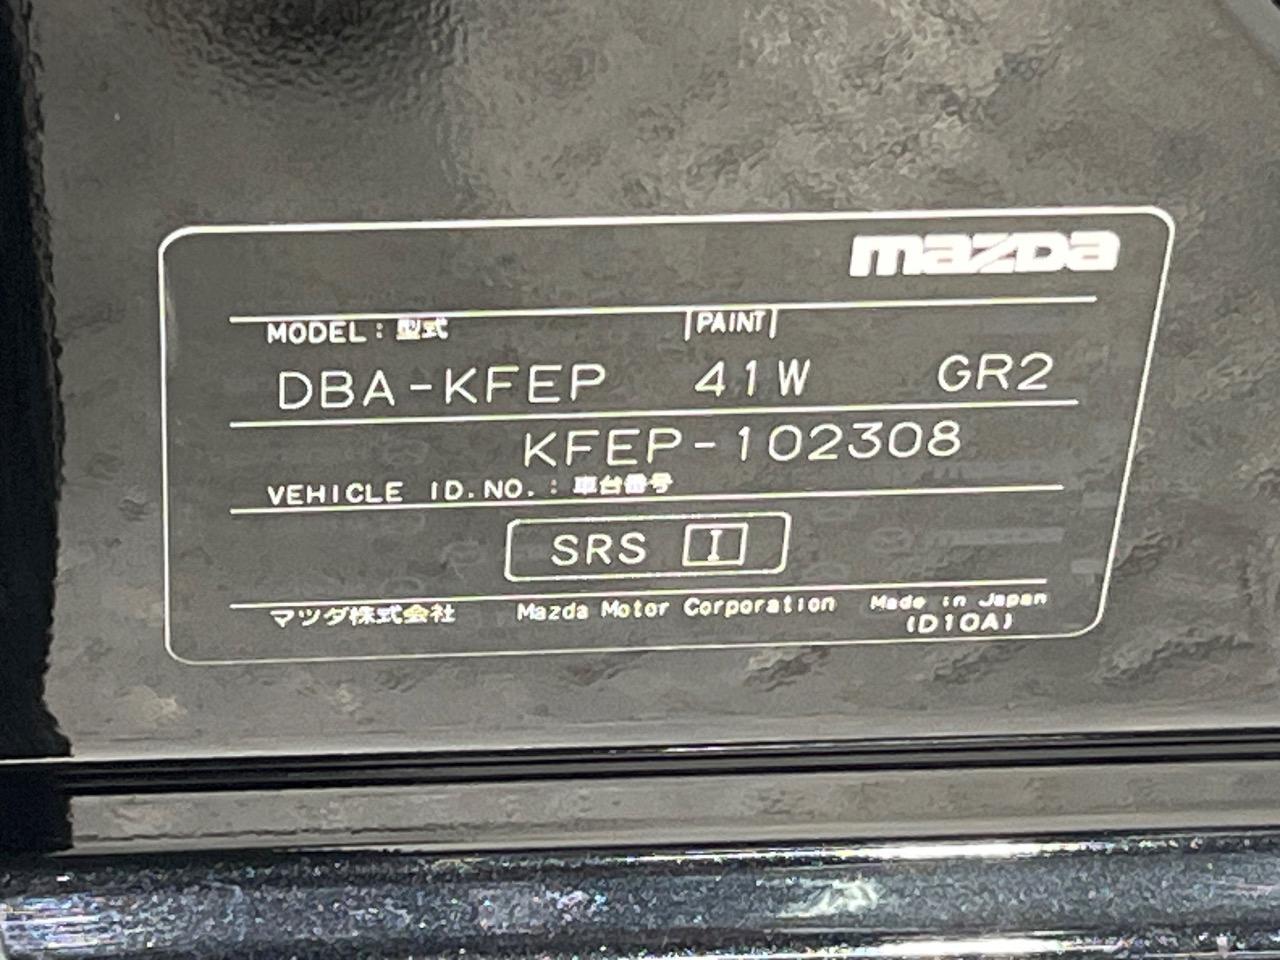 mazda
MODEL : 型式 PAINT
DBA-KFEP 41W GR2
KFEP-102308
VEHICLE ID.NO. : 車台番号
SRS I
マツダ株式会社 Mazda Motor Corporation Made in Japan
(D10A)